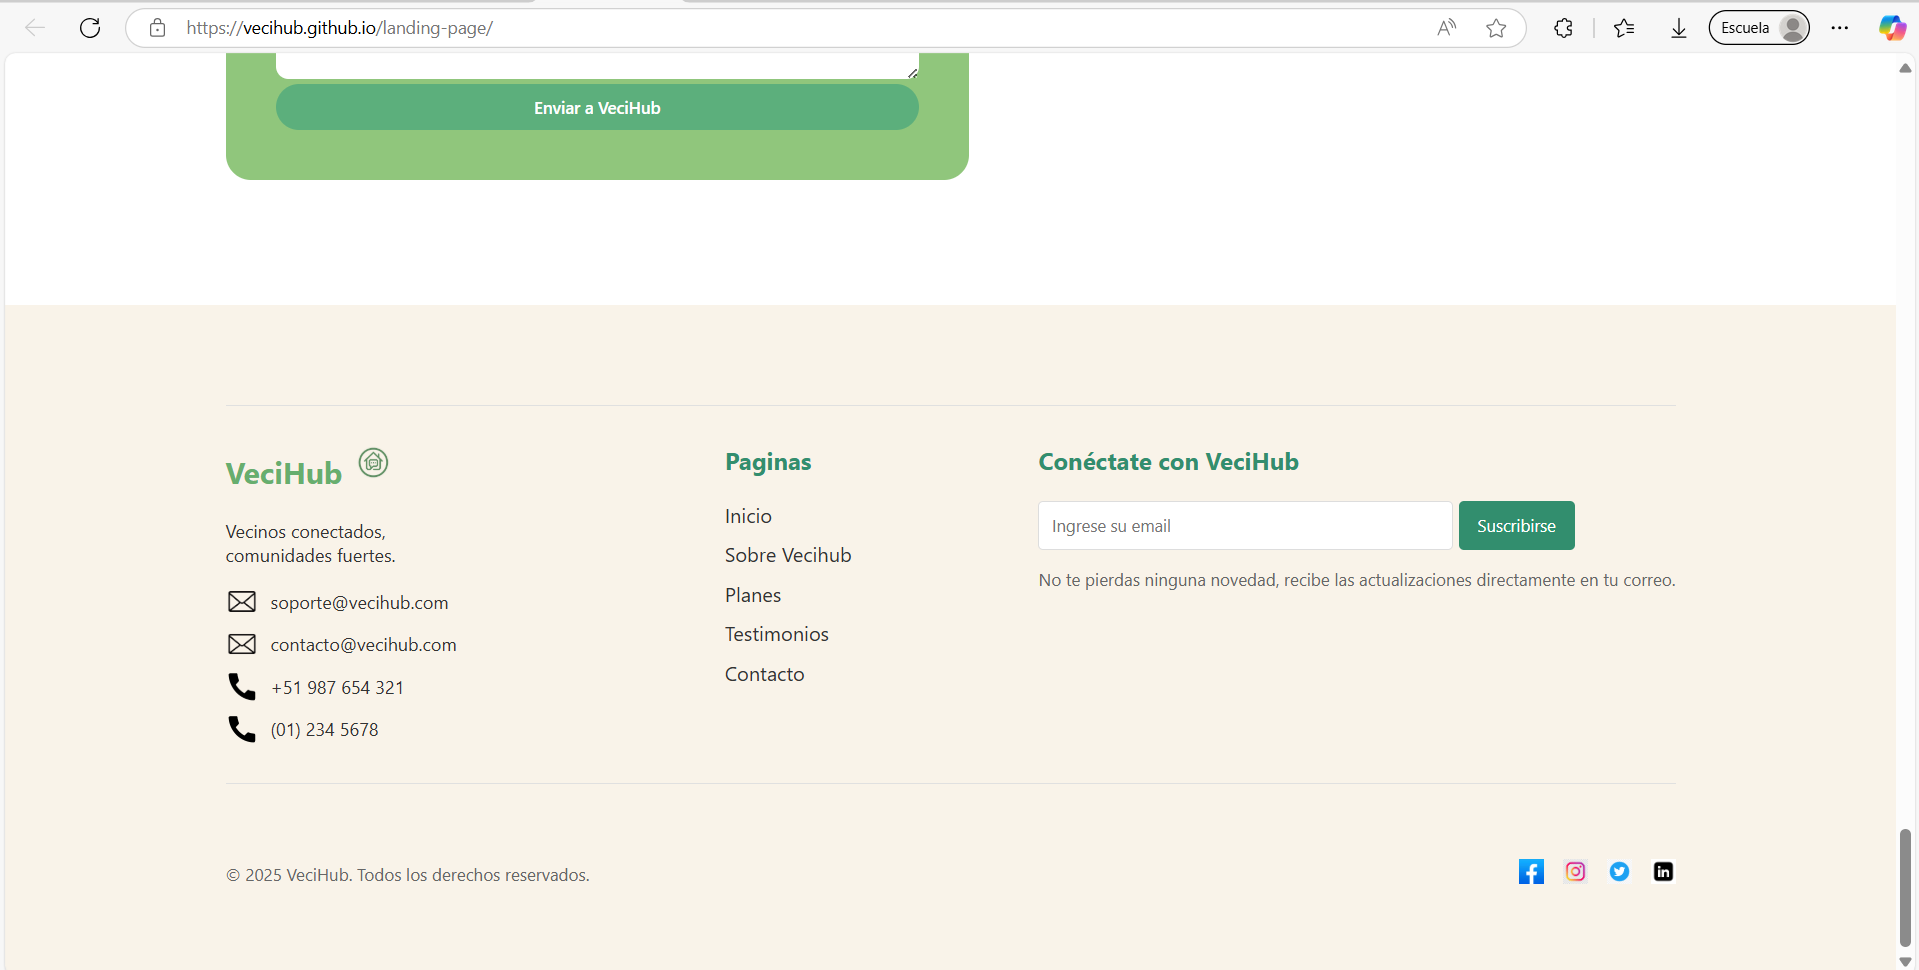 https://vecihub.github.io/landing-page/
Escuela
Enviar a VeciHub
VeciHub
Vecinos conectados,
comunidades fuertes.
soporte@vecihub.com
contacto@vecihub.com
+51 987 654 321
(01) 234 5678
Paginas
Inicio
Sobre Vecihub
Planes
Testimonios
Contacto
Conéctate con VeciHub
Ingrese su email
Suscribirse
No te pierdas ninguna novedad, recibe las actualizaciones directamente en tu correo.
© 2025 VeciHub. Todos los derechos reservados.